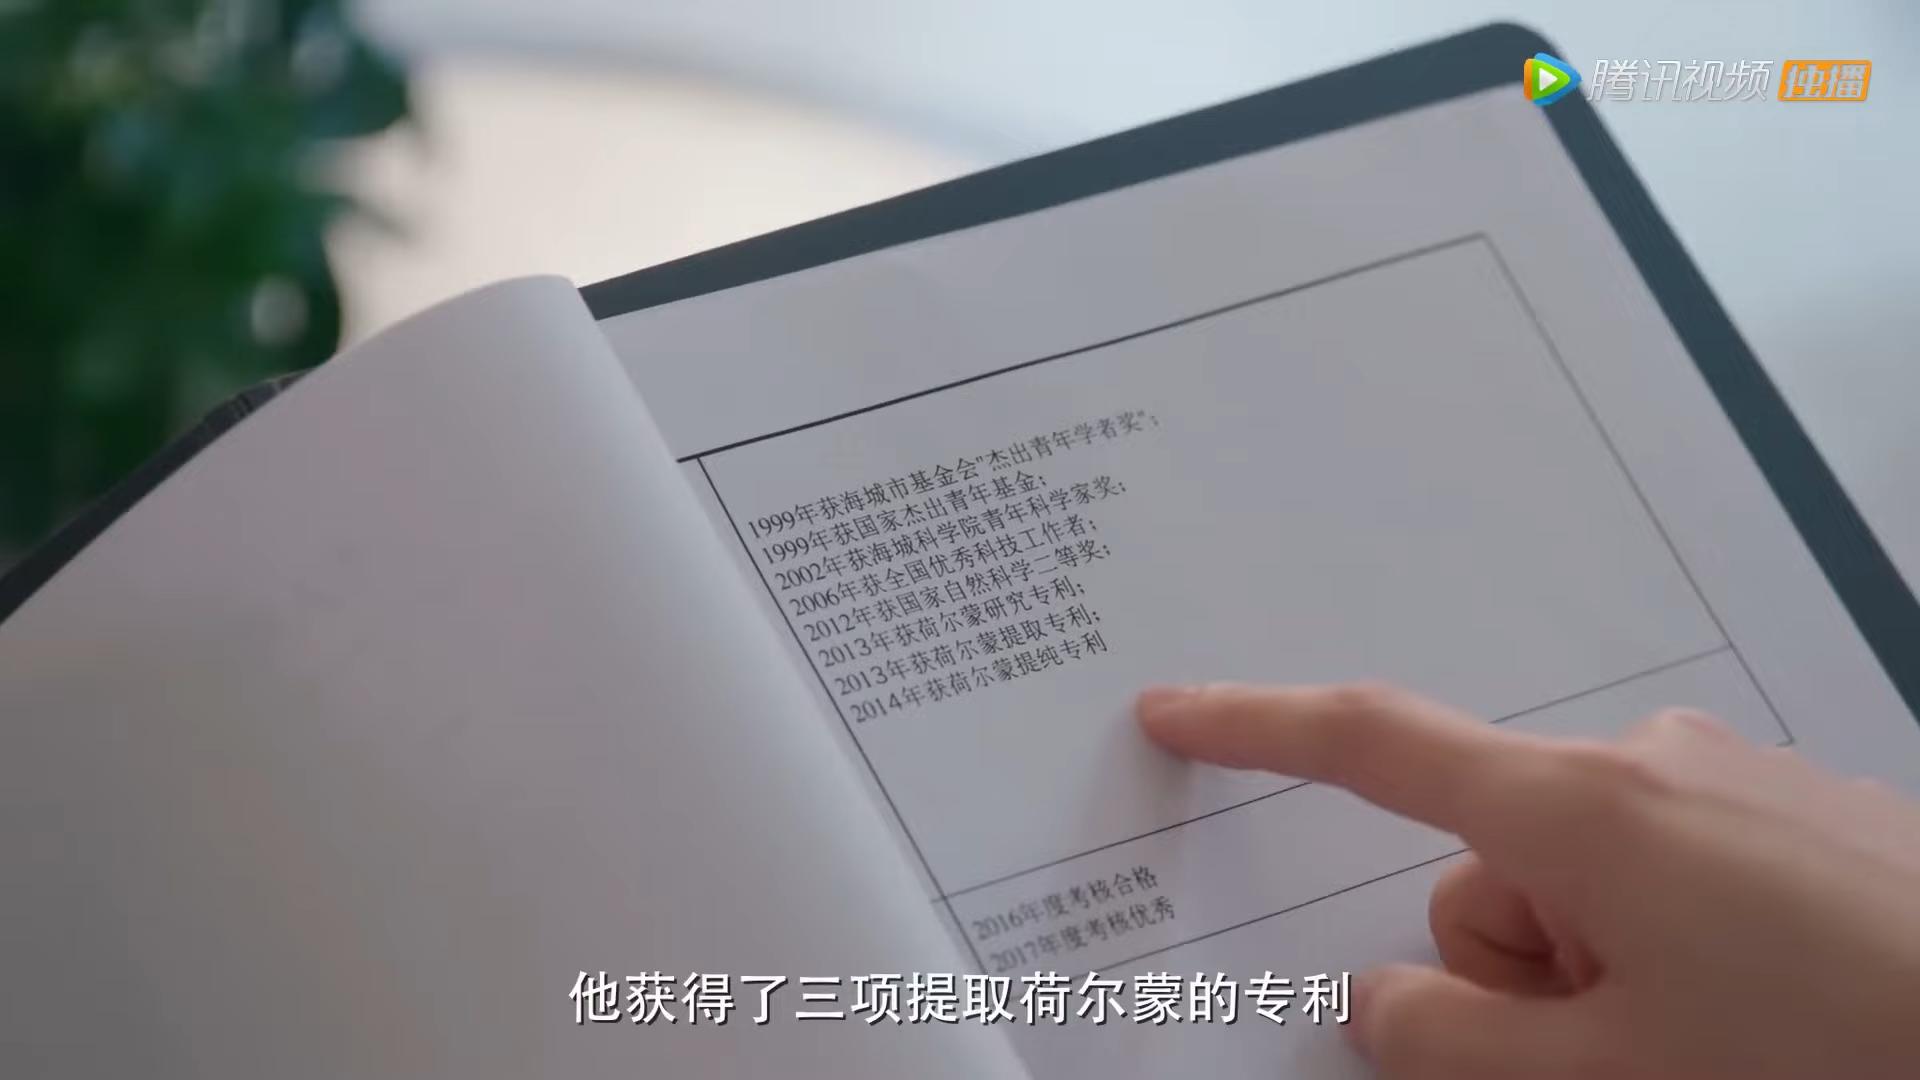 腾讯视频 独播
1999年获海城市基金会"杰出青年学者奖";
1999年获国家杰出青年基金;
2002年获海城科学院青年科学家奖;
2006年获全国优秀科技工作者;
2012年获国家自然科学二等奖;
2013年获荷尔蒙研究专利;
2013年获荷尔蒙提取专利;
2014年获荷尔蒙提纯专利
2016年度考核合格
2017年度考核优秀
他获得了三项提取荷尔蒙的专利